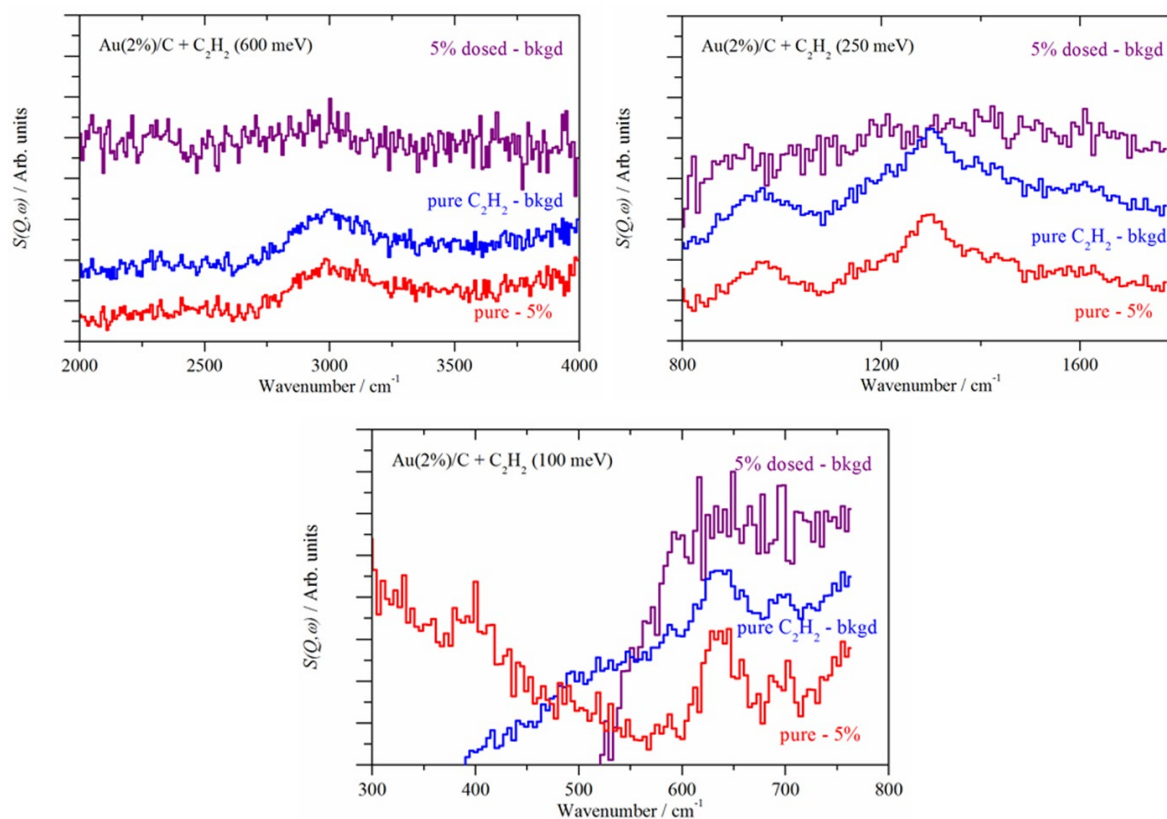 Au(2%)/C + C₂H₂ (600 meV)
5% dosed - bkgd
pure C₂H₂ - bkgd
pure - 5%
S(Q,ω) / Arb. units
2000 2500 3000 3500 4000
Wavenumber / cm⁻¹
Au(2%)/C + C₂H₂ (250 meV)
5% dosed - bkgd
pure C₂H₂ - bkgd
pure - 5%
S(Q,ω) / Arb. units
800 1200 1600
Wavenumber / cm⁻¹
Au(2%)/C + C₂H₂ (100 meV)
5% dosed - bkgd
pure C₂H₂ - bkgd
pure - 5%
S(Q,ω) / Arb. units
300 400 500 600 700 800
Wavenumber / cm⁻¹